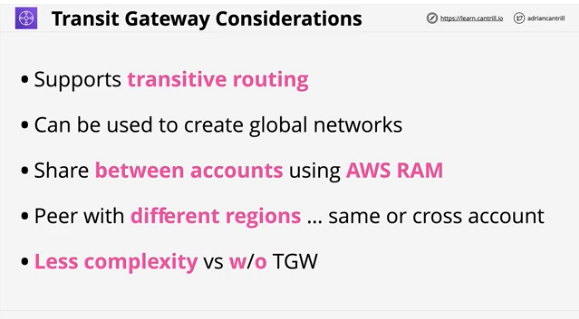 Transit Gateway Considerations
https://learn.cantrill.io
adriancantrill
• Supports transitive routing
• Can be used to create global networks
• Share between accounts using AWS RAM
• Peer with different regions ... same or cross account
• Less complexity vs w/o TGW